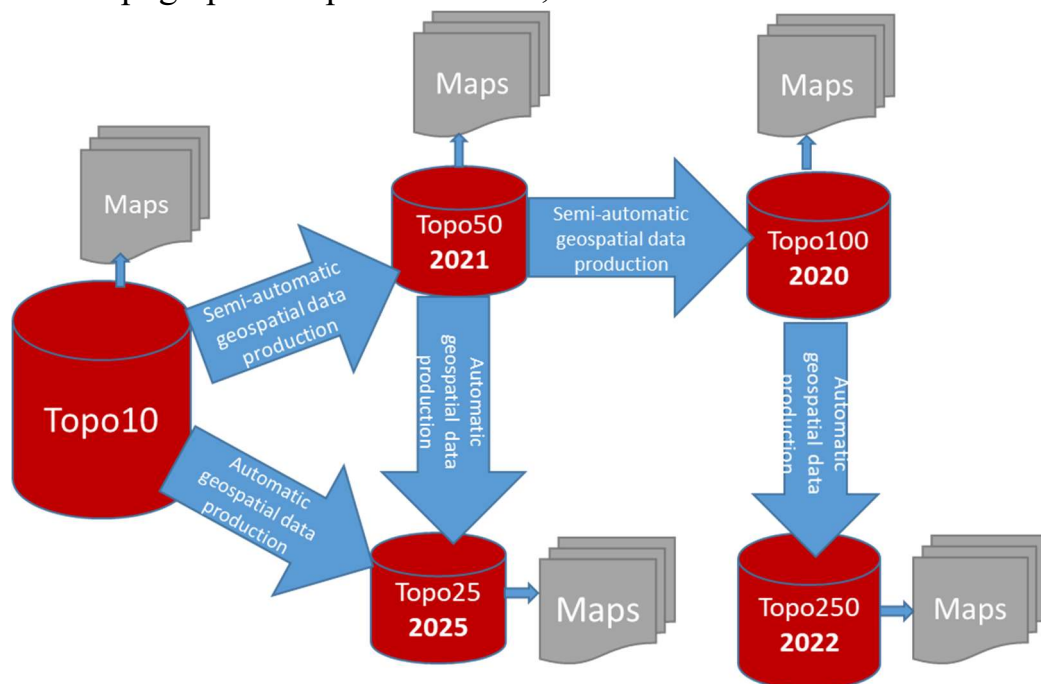 Maps
Maps
Maps
Topo50
2021
Semi-automatic
geospatial data
production
Topo100
2020
Semi-automatic
geospatial data
production
Topo10
Automatic
geospatial data
production
Automatic
geospatial data
production
Automatic
geospatial data
production
Topo25
2025
Maps
Topo250
2022
Maps